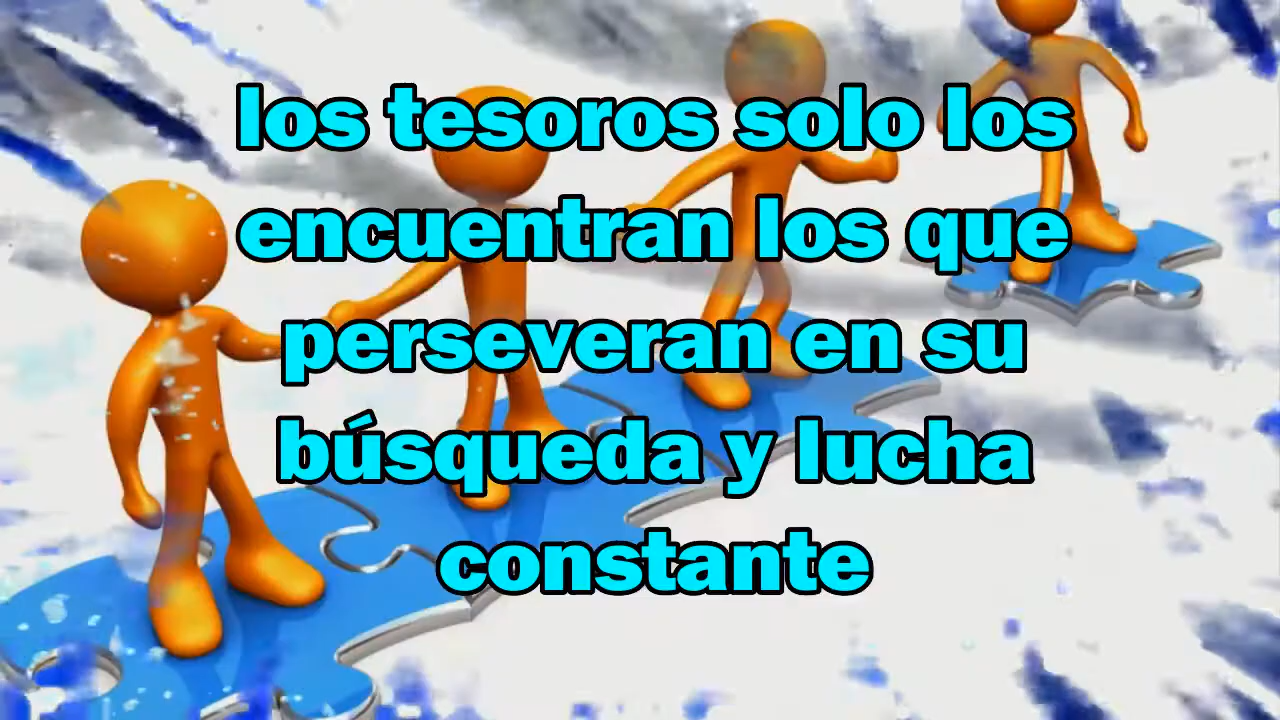 los tesoros solo los
encuentran los que
perseveran en su
búsqueda y lucha
constante